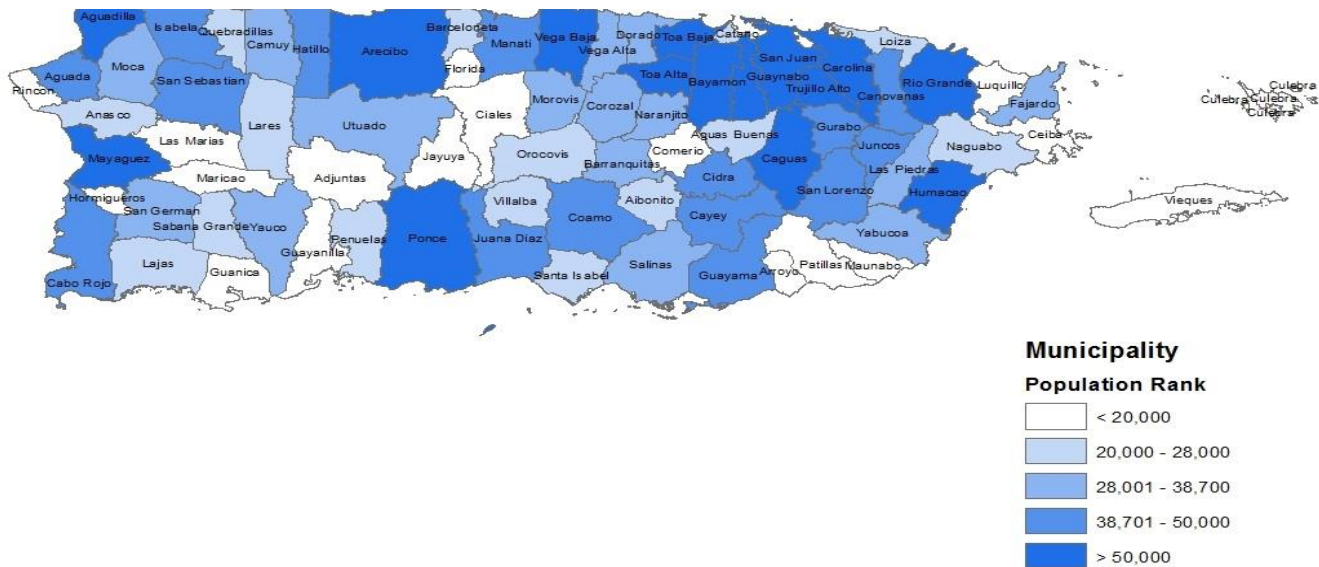 Aguadilla
Isabela
Quebradillas
Camuy
Hatillo
Arecibo
Barceloneta
Manati
Vega Baja
Vega Alta
Dorado
Toa Baja
Catano
San Juan
Loiza
Aguada
Moca
San Sebastian
Florida
Toa Alta
Bayamon
Guaynabo
Trujillo Alto
Carolina
Canovanas
Rio Grande
Luquillo
Fajardo
Culebra
Culebra
Culebra
Culebra
Rincon
Anasco
Lares
Utuado
Ciales
Morovis
Corozal
Naranjito
Aguas Buenas
Gurabo
Juncos
Ceiba
Naguabo
Mayaguez
Las Marias
Maricao
Adjuntas
Jayuya
Orocovis
Barranquitas
Comerio
Cidra
Caguas
San Lorenzo
Las Piedras
Humacao
Vieques
Hormigueros
San German
Sabana Grande
Yauco
Guayanilla
Penuelas
Ponce
Villalba
Juana Diaz
Coamo
Aibonito
Cayey
Yabucoa
Cabo Rojo
Lajas
Guanica
Santa Isabel
Salinas
Guayama
Arroyo
Patillas
Maunabo
Municipality
Population Rank
< 20,000
20,000 - 28,000
28,001 - 38,700
38,701 - 50,000
> 50,000